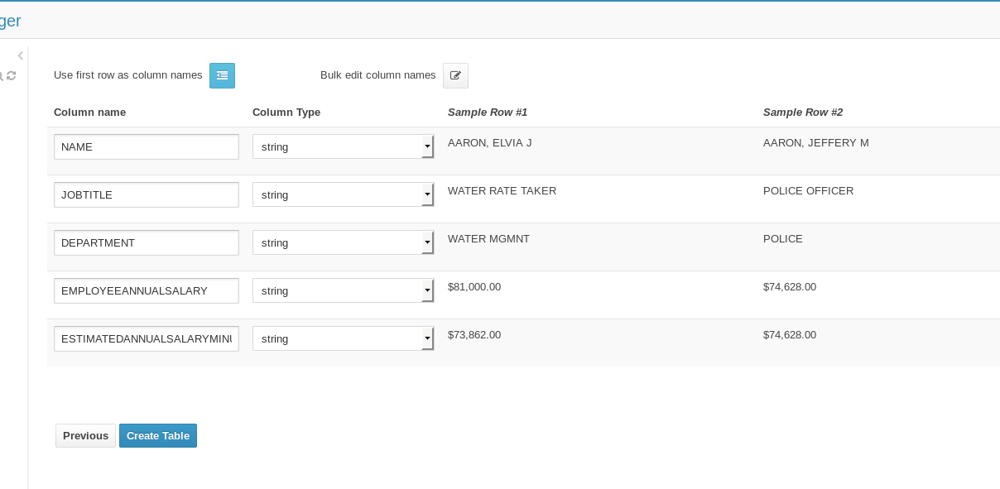 ger
Use first row as column names
Bulk edit column names
Column name Column Type Sample Row #1 Sample Row #2
NAME string AARON, ELVIA J AARON, JEFFERY M
JOBTITLE string WATER RATE TAKER POLICE OFFICER
DEPARTMENT string WATER MGMNT POLICE
EMPLOYEEANNUALSALARY string $81,000.00 $74,628.00
ESTIMATEDANNUALSALARYMINU string $73,862.00 $74,628.00
Previous Create Table